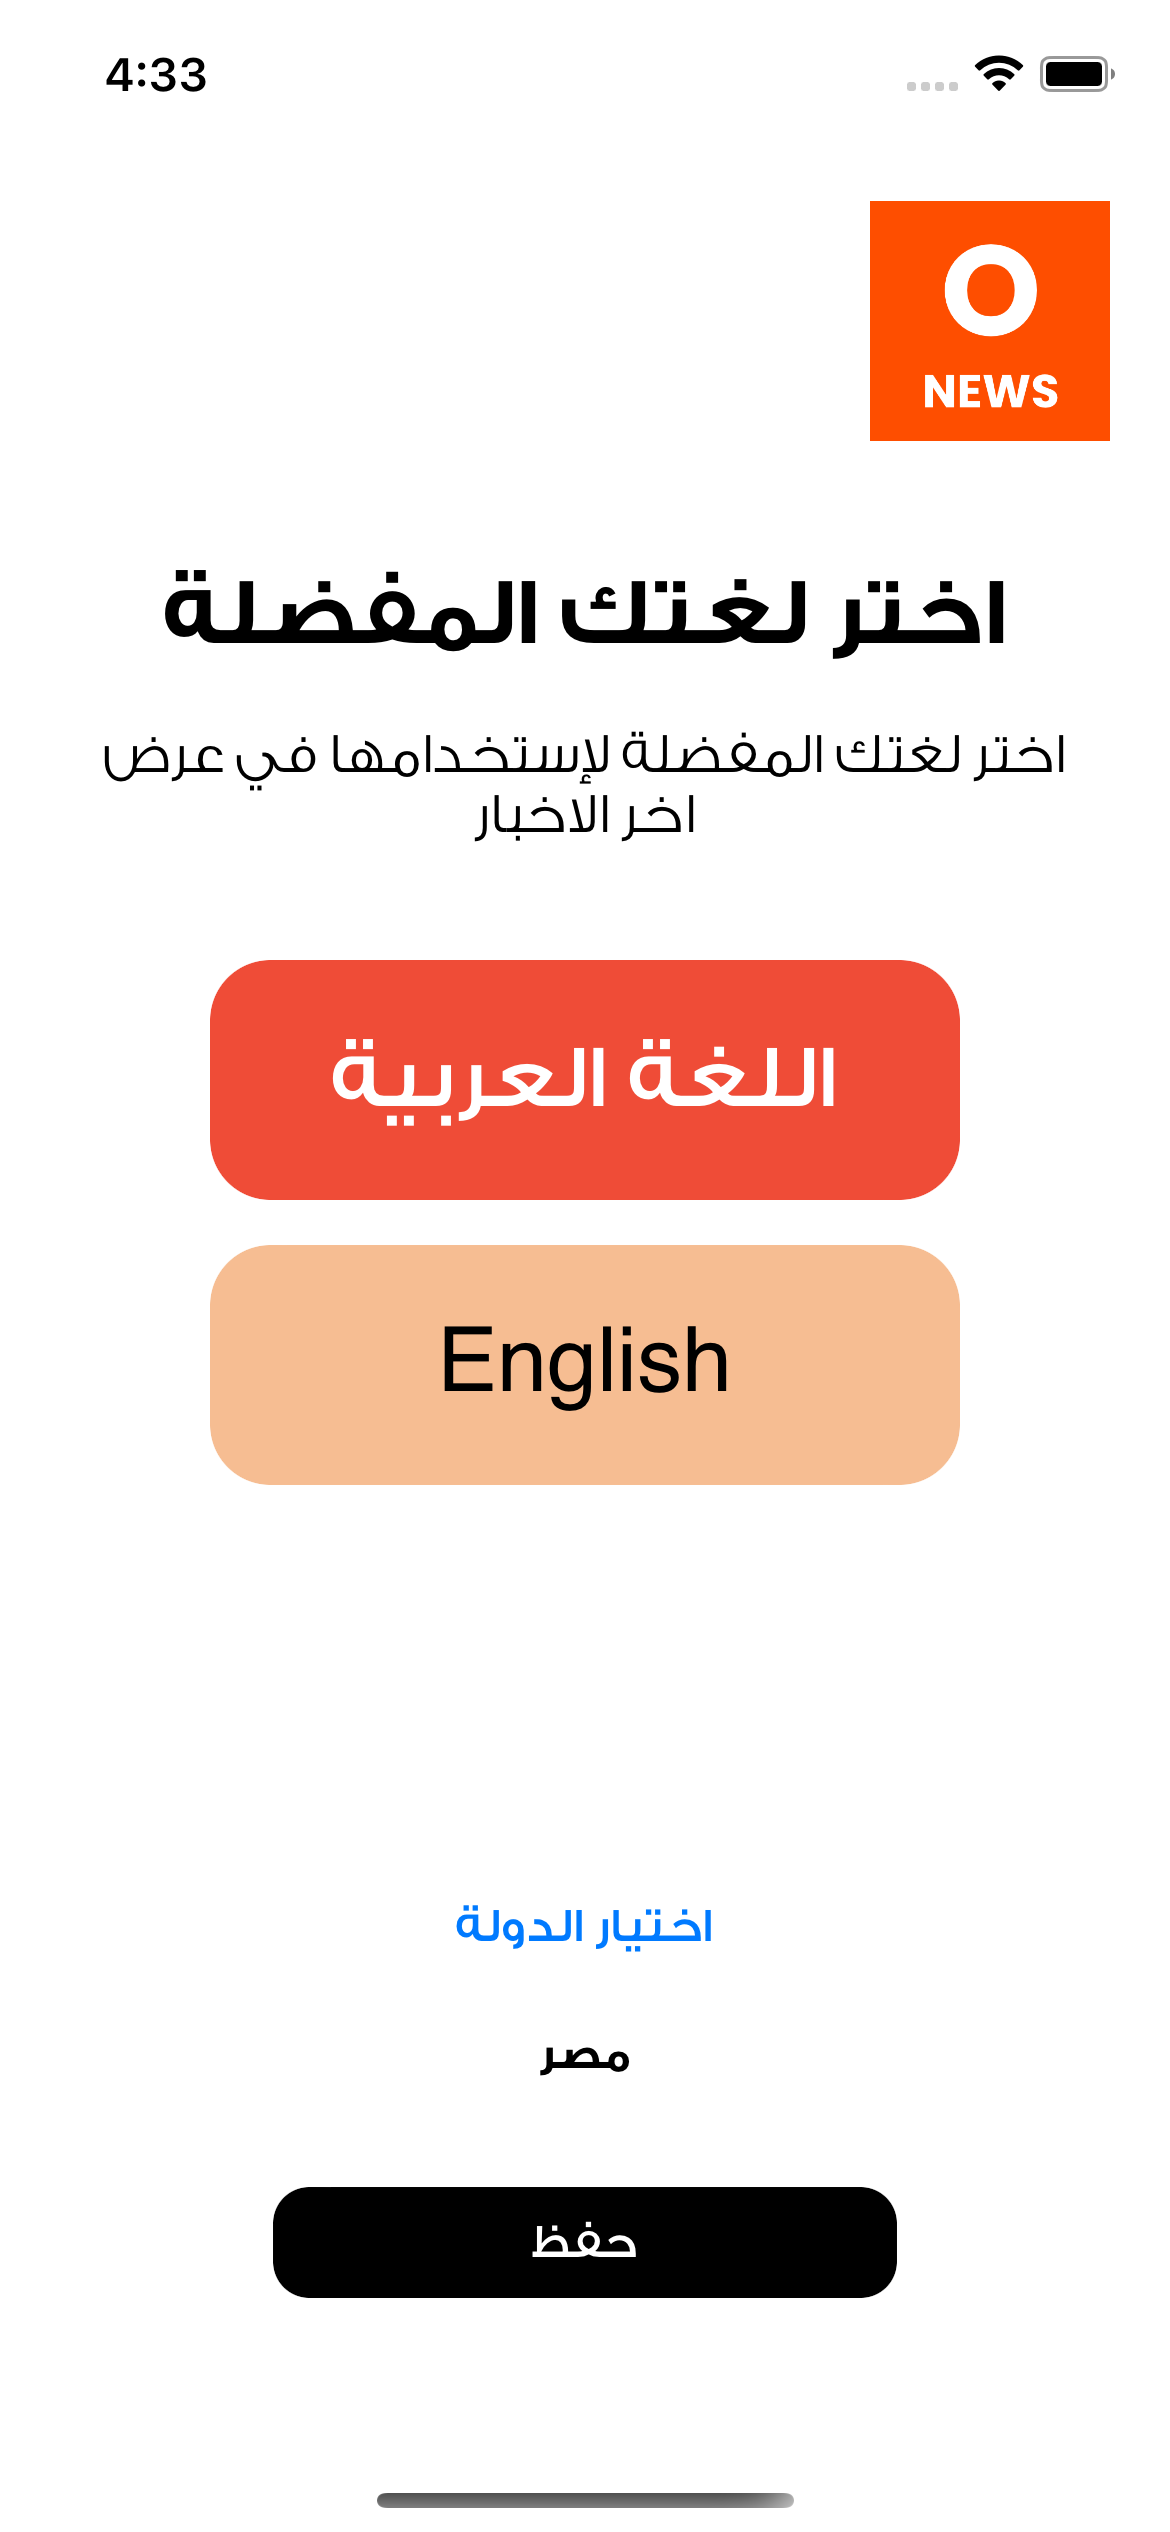 4:33
O
NEWS
اختر لغتك المفضلة
اختر لغتك المفضلة لإستخدامها في عرض
اخر الاخبار
اللغة العربية
English
اختيار الدولة
مصر
حفظ